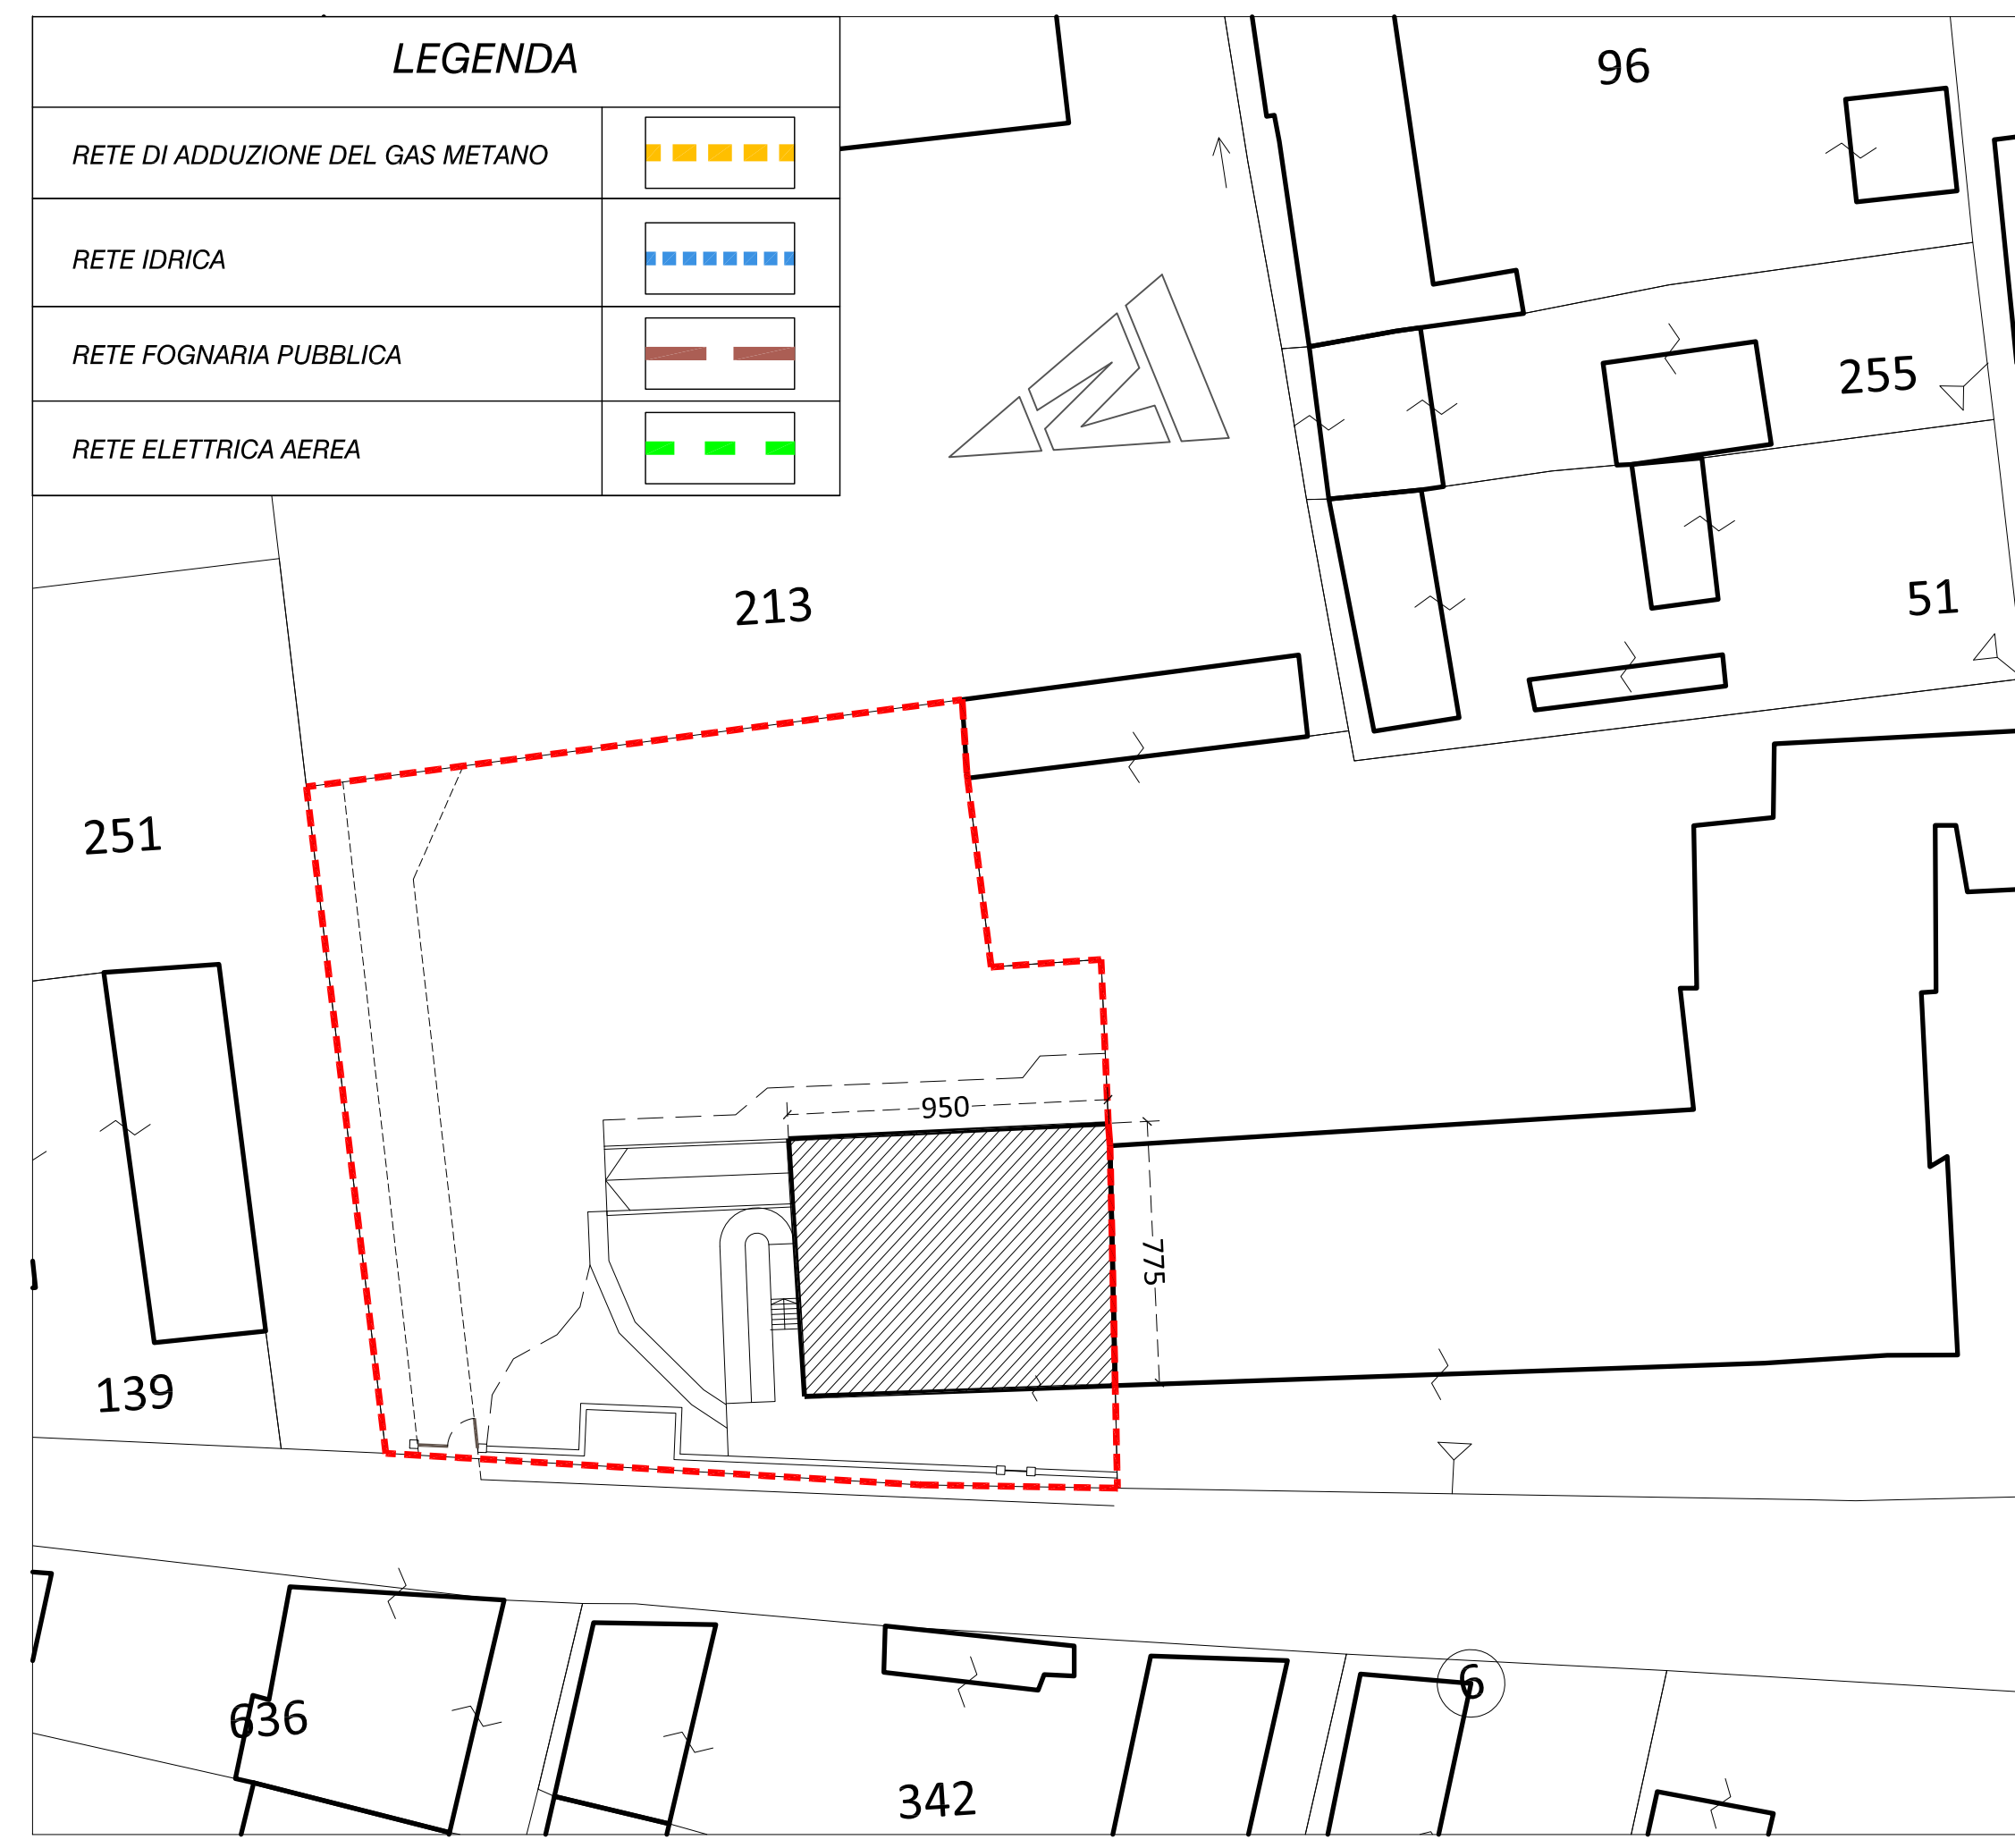 LEGENDA
RETE DI ADDUZIONE DEL GAS METANO
RETE IDRICA
RETE FOGNARIA PUBBLICA
RETE ELETTRICA AEREA
96
255
213
51
251
950
775
139
6
636
342